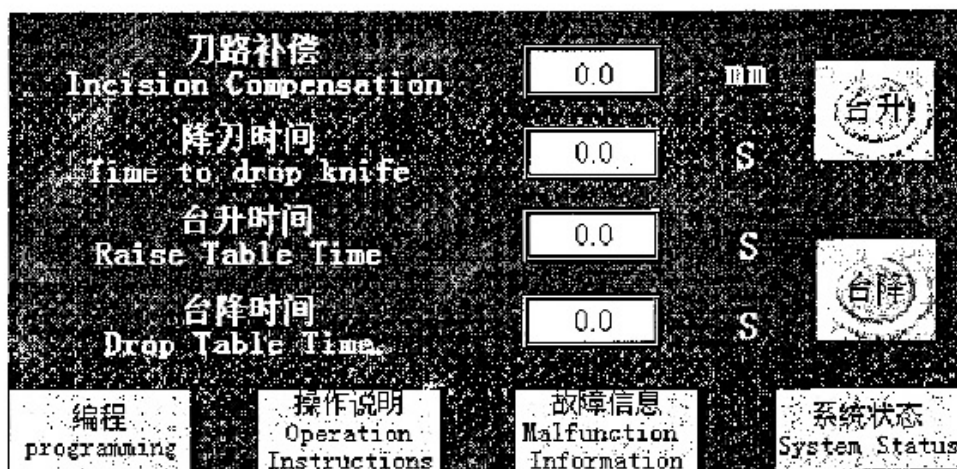 刀路补偿
Incision Compensation
0.0
mm
台升
降刀时间
Time to drop knife
0.0
S
台升时间
Raise Table Time
0.0
S
台降
台降时间
Drop Table Time.
0.0
S
编程
programming
操作说明
Operation
Instructions
故障信息
Malfunction
Information
系统状态
System Status